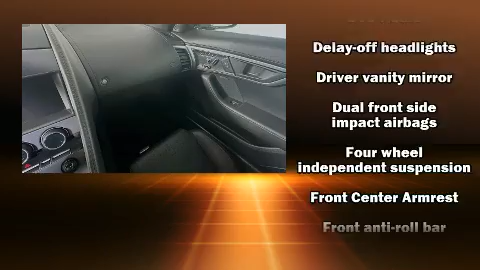 Delay-off headlights
Driver vanity mirror
Dual front side
impact airbags
Four wheel
independent suspension
Front Center Armrest
Front anti-roll bar